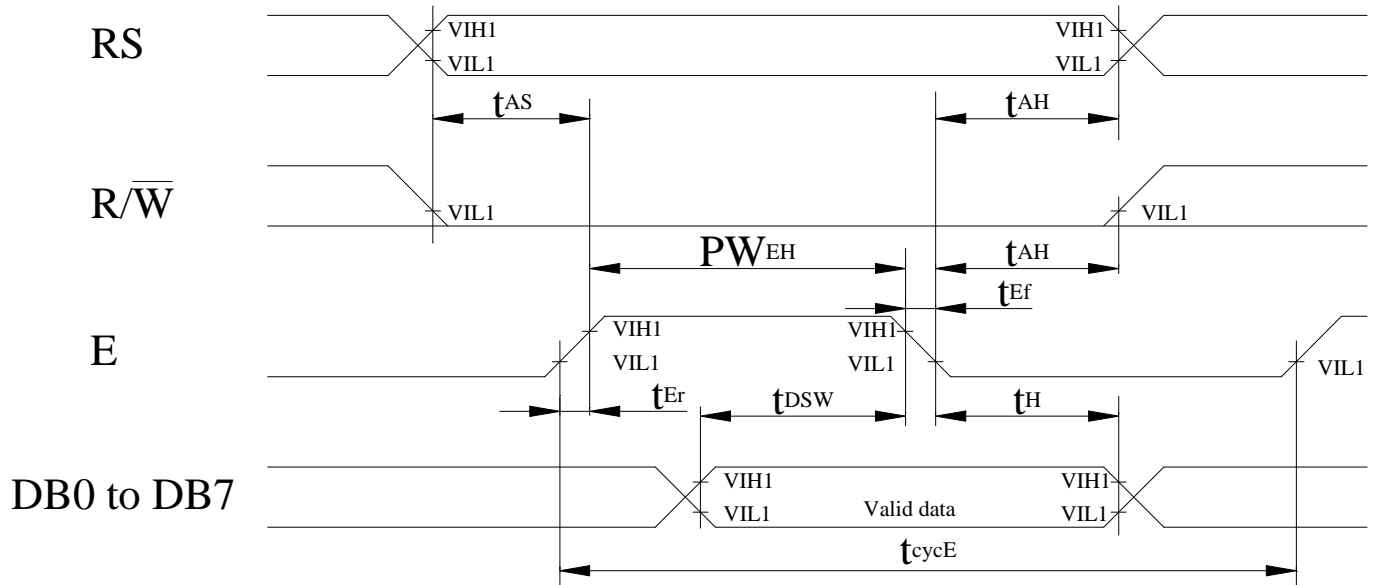 RS
VIH1
VIL1
VIH1
VIL1
tAS
tAH
R/W̅
VIL1
VIL1
PWEH
tAH
tEf
E
VIH1
VIL1
VIH1
VIL1
VIL1
tEr
tDSW
tH
DB0 to DB7
VIH1
VIL1
Valid data
VIH1
VIL1
tcycE